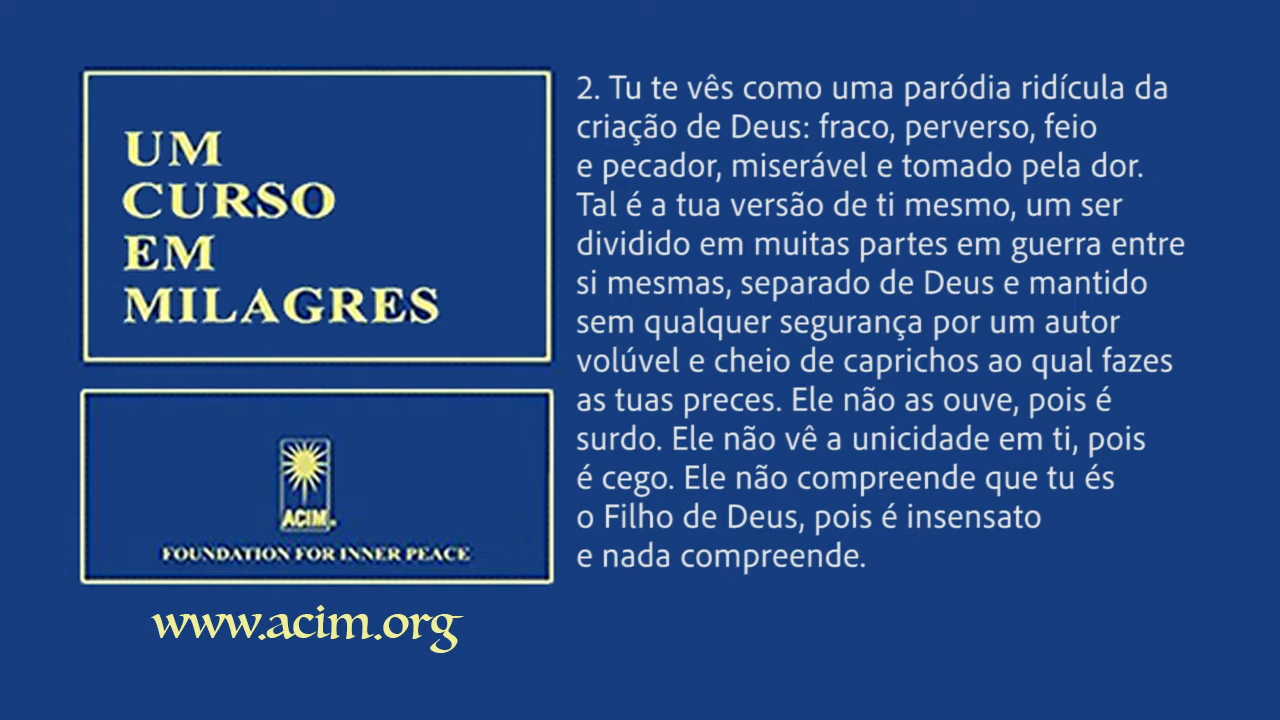 UM
CURSO
EM
MILAGRES
ACIM®
FOUNDATION FOR INNER PEACE
www.acim.org
2. Tu te vês como uma paródia ridícula da
criação de Deus: fraco, perverso, feio
e pecador, miserável e tomado pela dor.
Tal é a tua versão de ti mesmo, um ser
dividido em muitas partes em guerra entre
si mesmas, separado de Deus e mantido
sem qualquer segurança por um autor
volúvel e cheio de caprichos ao qual fazes
as tuas preces. Ele não as ouve, pois é
surdo. Ele não vê a unicidade em ti, pois
é cego. Ele não compreende que tu és
o Filho de Deus, pois é insensato
e nada compreende.